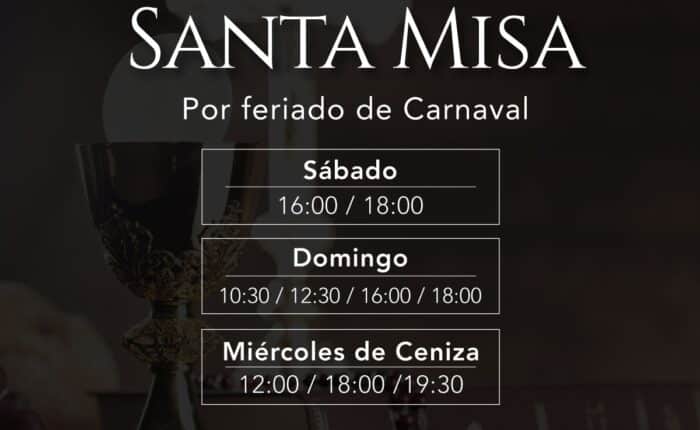 SANTA MISA
Por feriado de Carnaval
Sábado
16:00 / 18:00
Domingo
10:30 / 12:30 / 16:00 / 18:00
Miércoles de Ceniza
12:00 / 18:00 /19:30